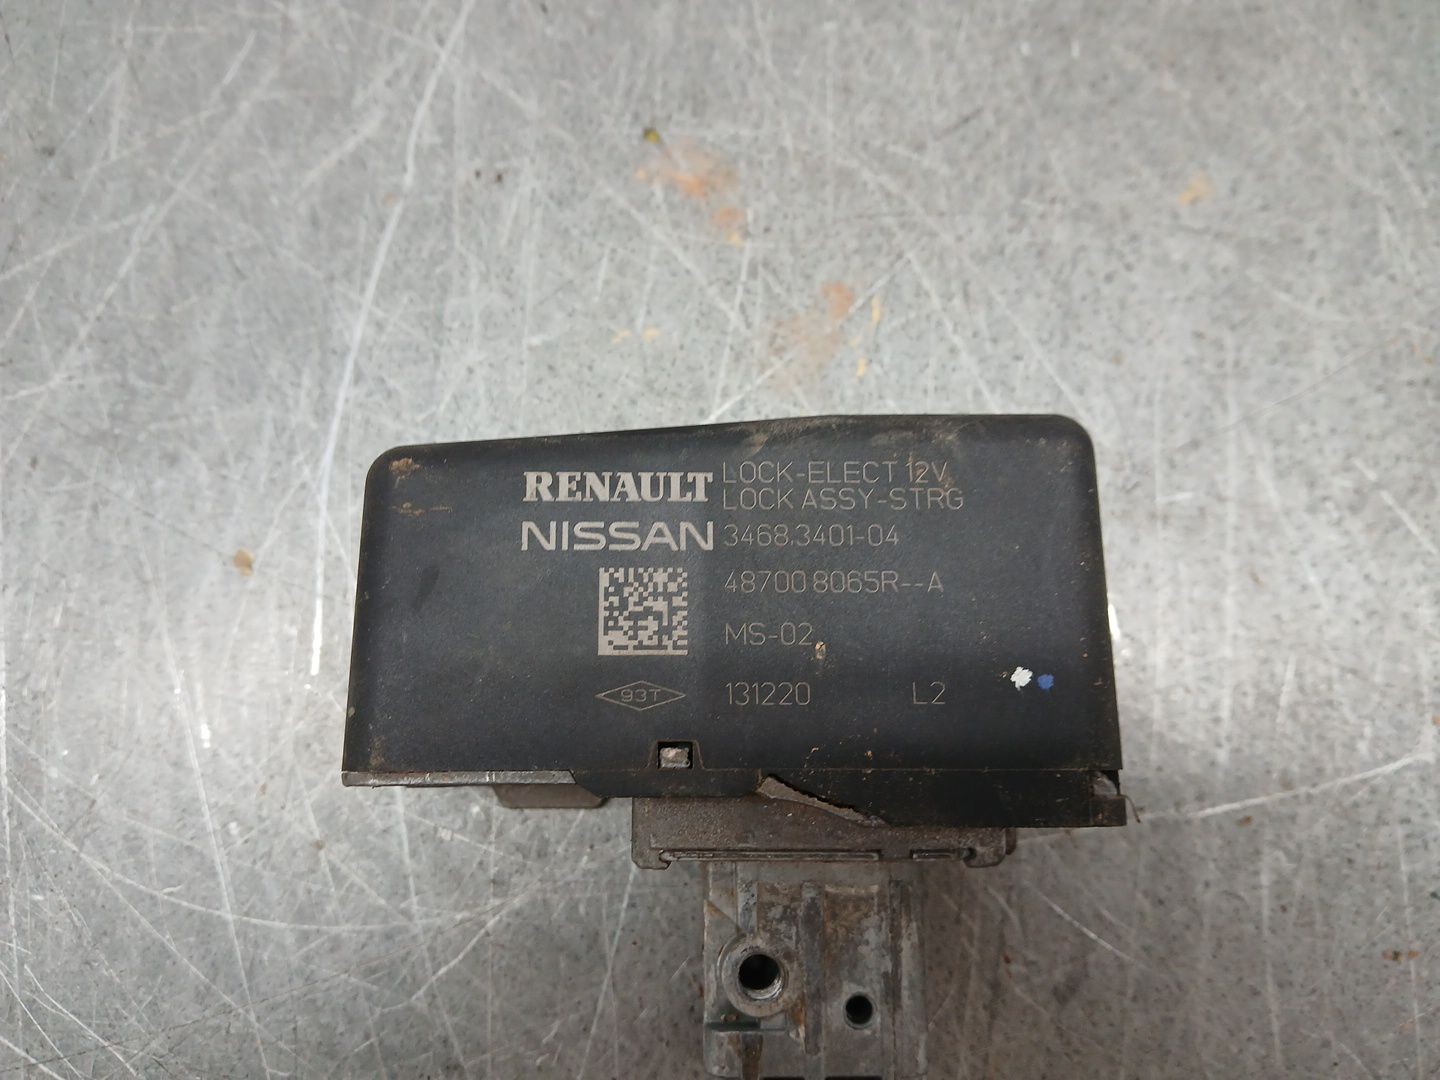 RENAULT LOCK-ELECT 12V
LOCK ASSY-STRG
NISSAN 3468.3401-04
48700 8065R--A
MS-02
93T 131220 L2